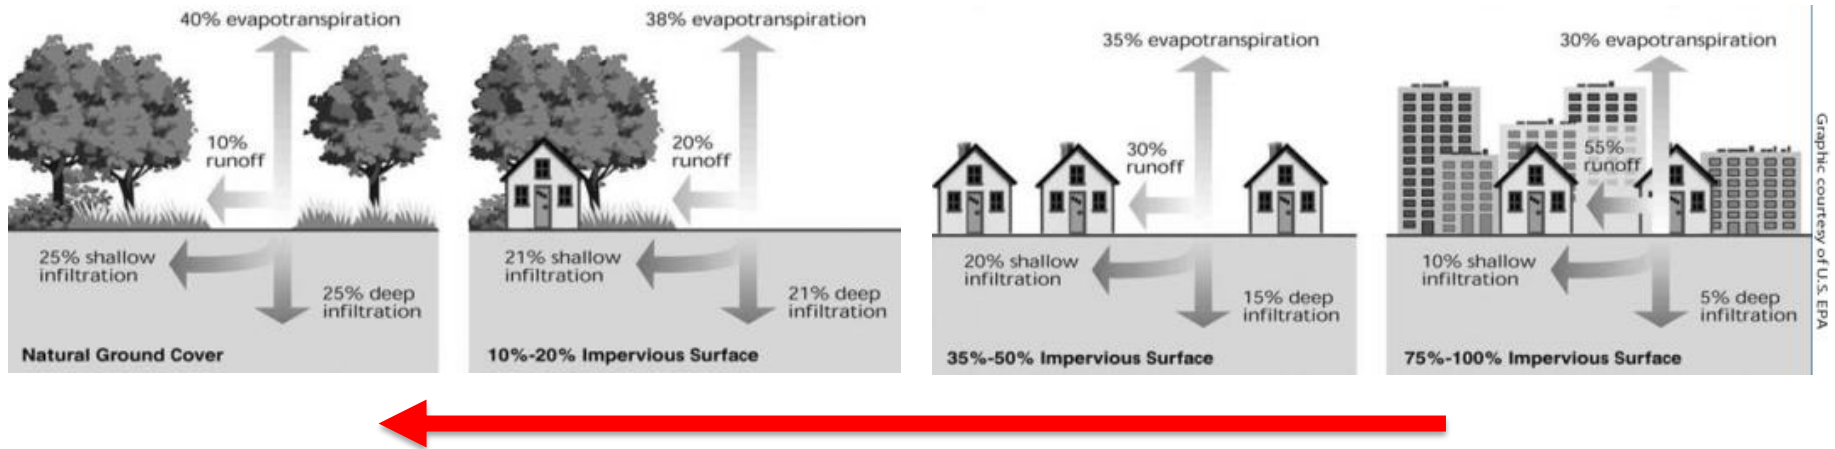 40% evapotranspiration
10%
runoff
25% shallow
infiltration
25% deep
infiltration
Natural Ground Cover
38% evapotranspiration
20%
runoff
21% shallow
infiltration
21% deep
infiltration
10%-20% Impervious Surface
35% evapotranspiration
30%
runoff
20% shallow
infiltration
15% deep
infiltration
35%-50% Impervious Surface
30% evapotranspiration
55%
runoff
10% shallow
infiltration
5% deep
infiltration
75%-100% Impervious Surface
Graphic courtesy of U.S. EPA